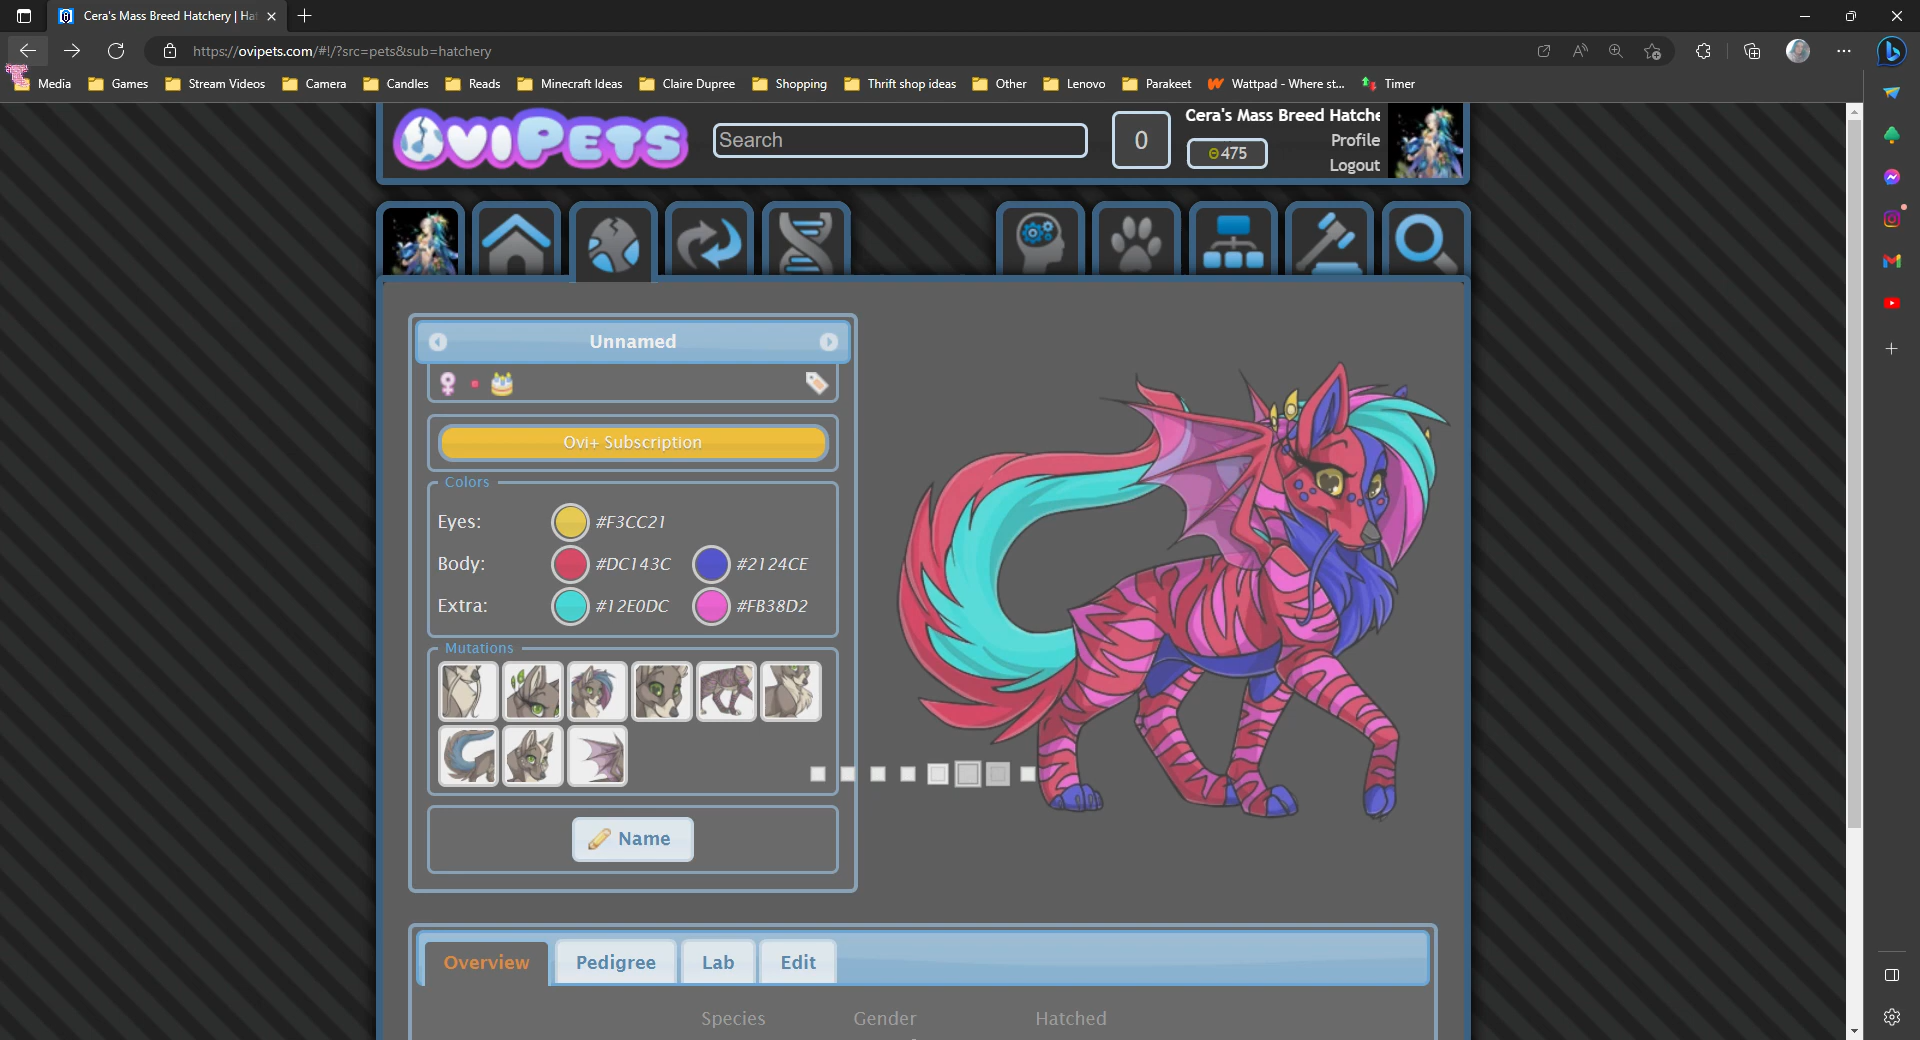 Cera's Mass Breed Hatchery | Ha
https://ovipets.com/#!/?src=pets&sub=hatchery
Media Games Stream Videos Camera Candles Reads Minecraft Ideas Claire Dupree Shopping Thrift shop ideas Other Lenovo Parakeet Wattpad - Where st... Timer
OviPets
Search
0
Cera's Mass Breed Hatche
475
Profile
Logout
Unnamed
Ovi+ Subscription
Colors
Eyes: #F3CC21
Body: #DC143C #2124CE
Extra: #12E0DC #FB38D2
Mutations
Name
Overview Pedigree Lab Edit
Species Gender Hatched